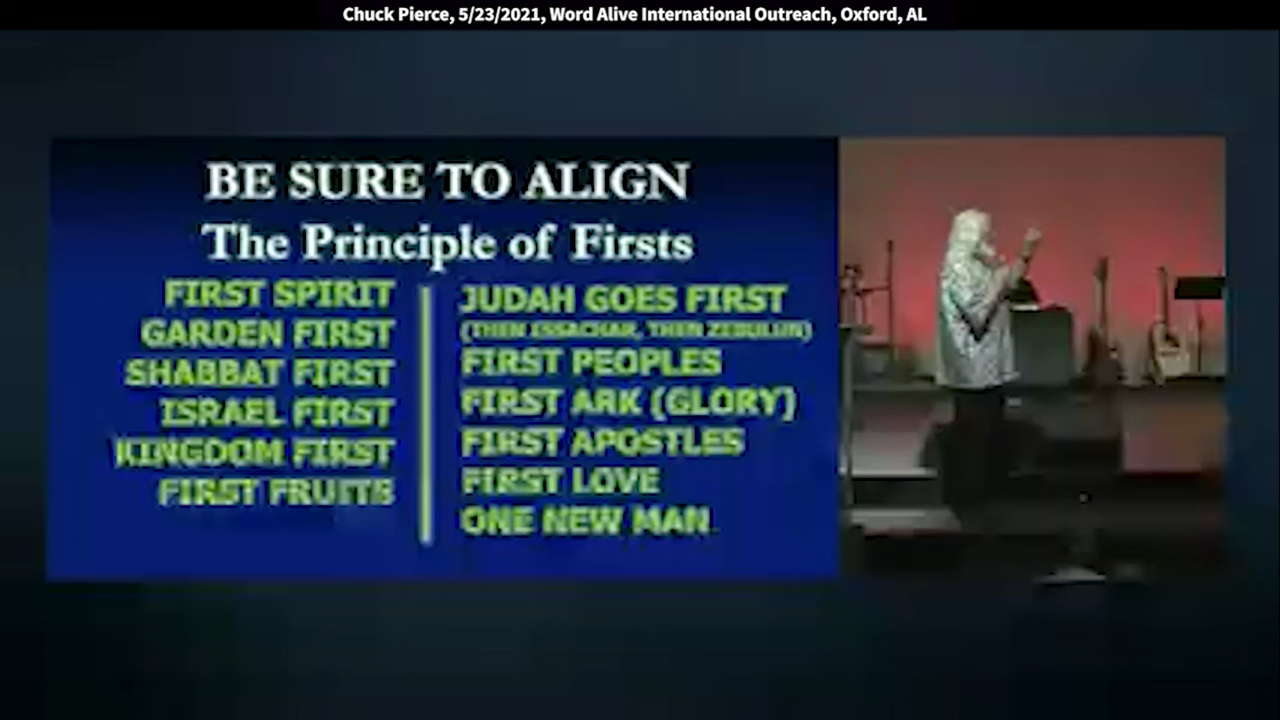 Chuck Pierce, 5/23/2021, Word Alive International Outreach, Oxford, AL
BE SURE TO ALIGN
The Principle of Firsts
FIRST SPIRIT
GARDEN FIRST
SHABBAT FIRST
ISRAEL FIRST
KINGDOM FIRST
FIRST FRUITS
JUDAH GOES FIRST
(THEN ISSACHAR, THEN ZEBULUN)
FIRST PEOPLES
FIRST ARK (GLORY)
FIRST APOSTLES
FIRST LOVE
ONE NEW MAN